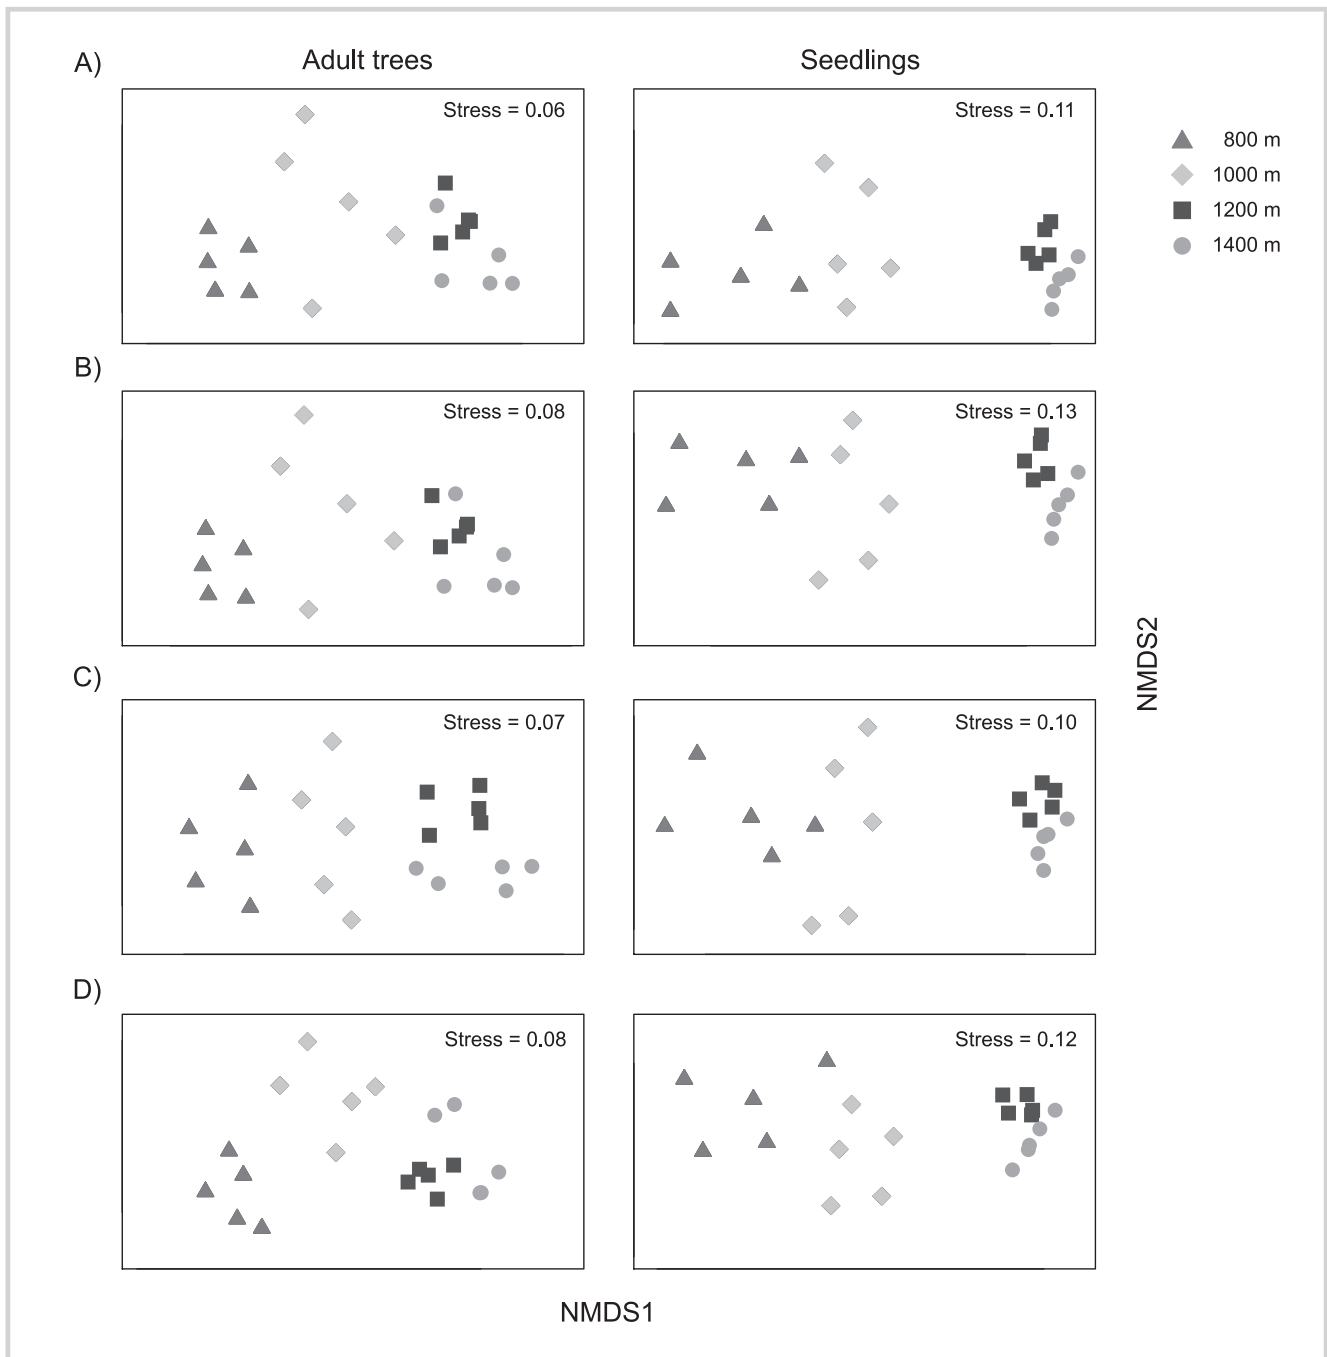 Adult trees
Seedlings
A)
Stress = 0.06
Stress = 0.11
800 m
1000 m
1200 m
1400 m
B)
Stress = 0.08
Stress = 0.13
C)
Stress = 0.07
Stress = 0.10
NMDS2
D)
Stress = 0.08
Stress = 0.12
NMDS1